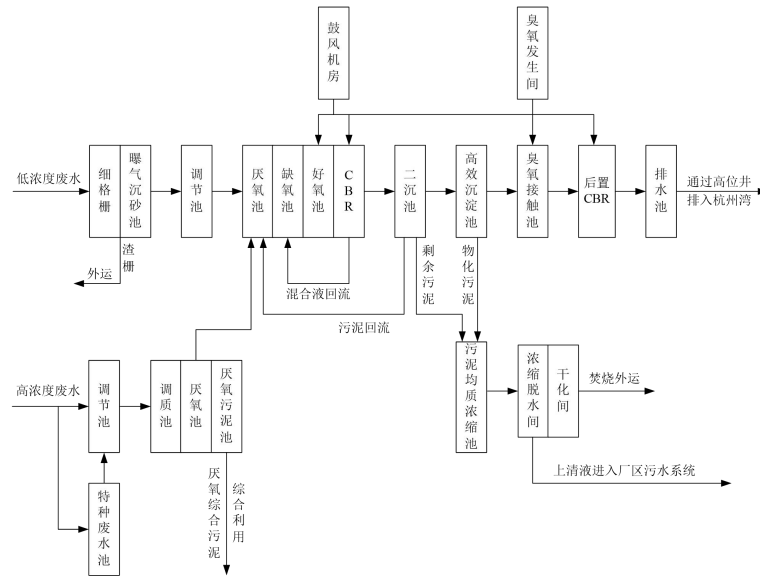 鼓风机房
臭氧发生间
低浓度废水
细格栅
曝气沉砂池
调节池
厌氧池
缺氧池
好氧池
CBR
二沉池
高效沉淀池
臭氧接触池
后置
CBR
排水池
通过高位井
排入杭州湾
渣栅
外运
混合液回流
污泥回流
剩余污泥
物化污泥
高浓度废水
调节池
调质池
厌氧池
厌氧污泥池
污泥均质浓缩池
浓缩脱水间
干化间
焚烧外运
上清液进入厂区污水系统
特种废水池
厌氧综合污泥
综合利用